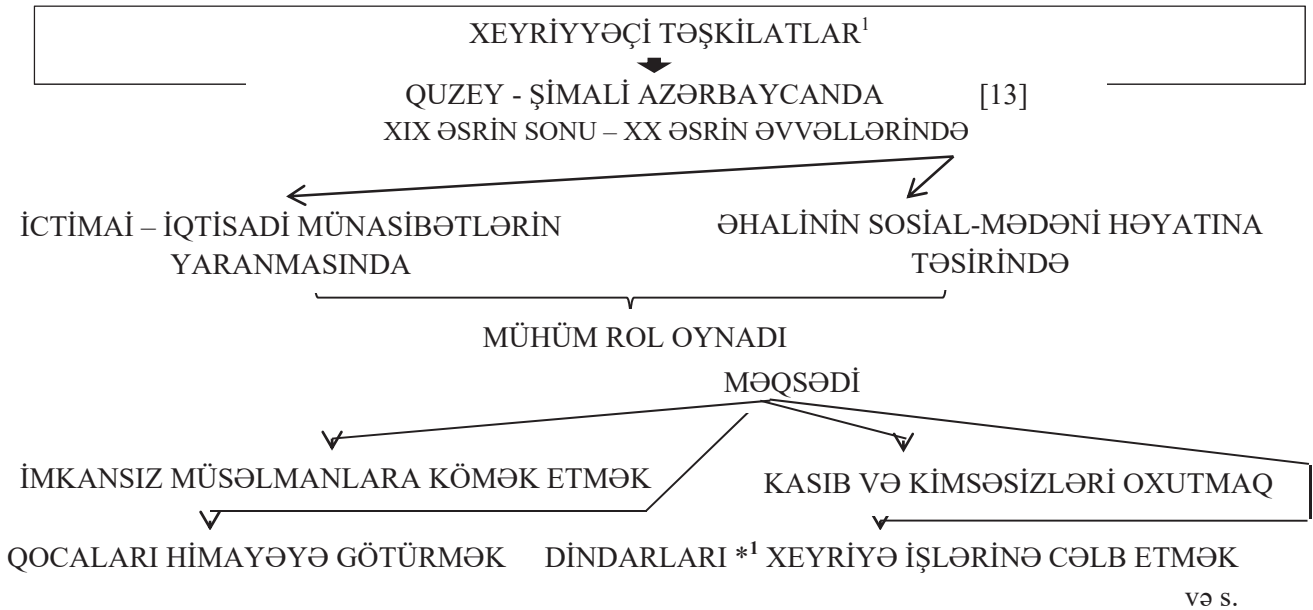 XEYRİYYƏÇİ TƏŞKİLATLAR¹
QUZEY - ŞİMALİ AZƏRBAYCANDA [13]
XIX ƏSRİN SONU – XX ƏSRİN ƏVVƏLLƏRİNDƏ
İCTİMAİ – İQTİSADİ MÜNASİBƏTLƏRİN
YARANMASINDA
ƏHALİNİN SOSİAL-MƏDƏNİ HƏYATINA
TƏSİRİNDƏ
MÜHÜM ROL OYNADI
MƏQSƏDİ
İMKANSIZ MÜSƏLMANLARA KÖMƏK ETMƏK
KASIB VƏ KİMSƏSİZLƏRİ OXUTMAQ
QOCALARI HİMAYƏYƏ GÖTÜRMƏK
DİNDARLARI *¹ XEYRİYƏ İŞLƏRİNƏ CƏLB ETMƏK
və s.